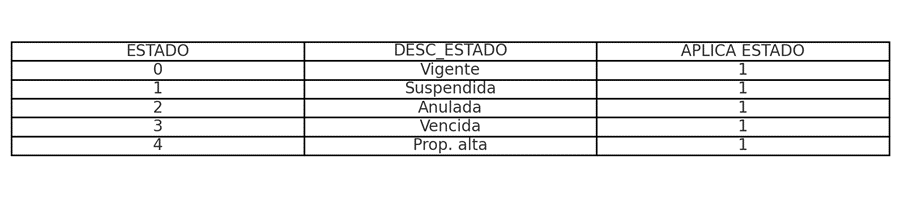 ESTADO DESC_ESTADO APLICA ESTADO
0 Vigente 1
1 Suspendida 1
2 Anulada 1
3 Vencida 1
4 Prop. alta 1